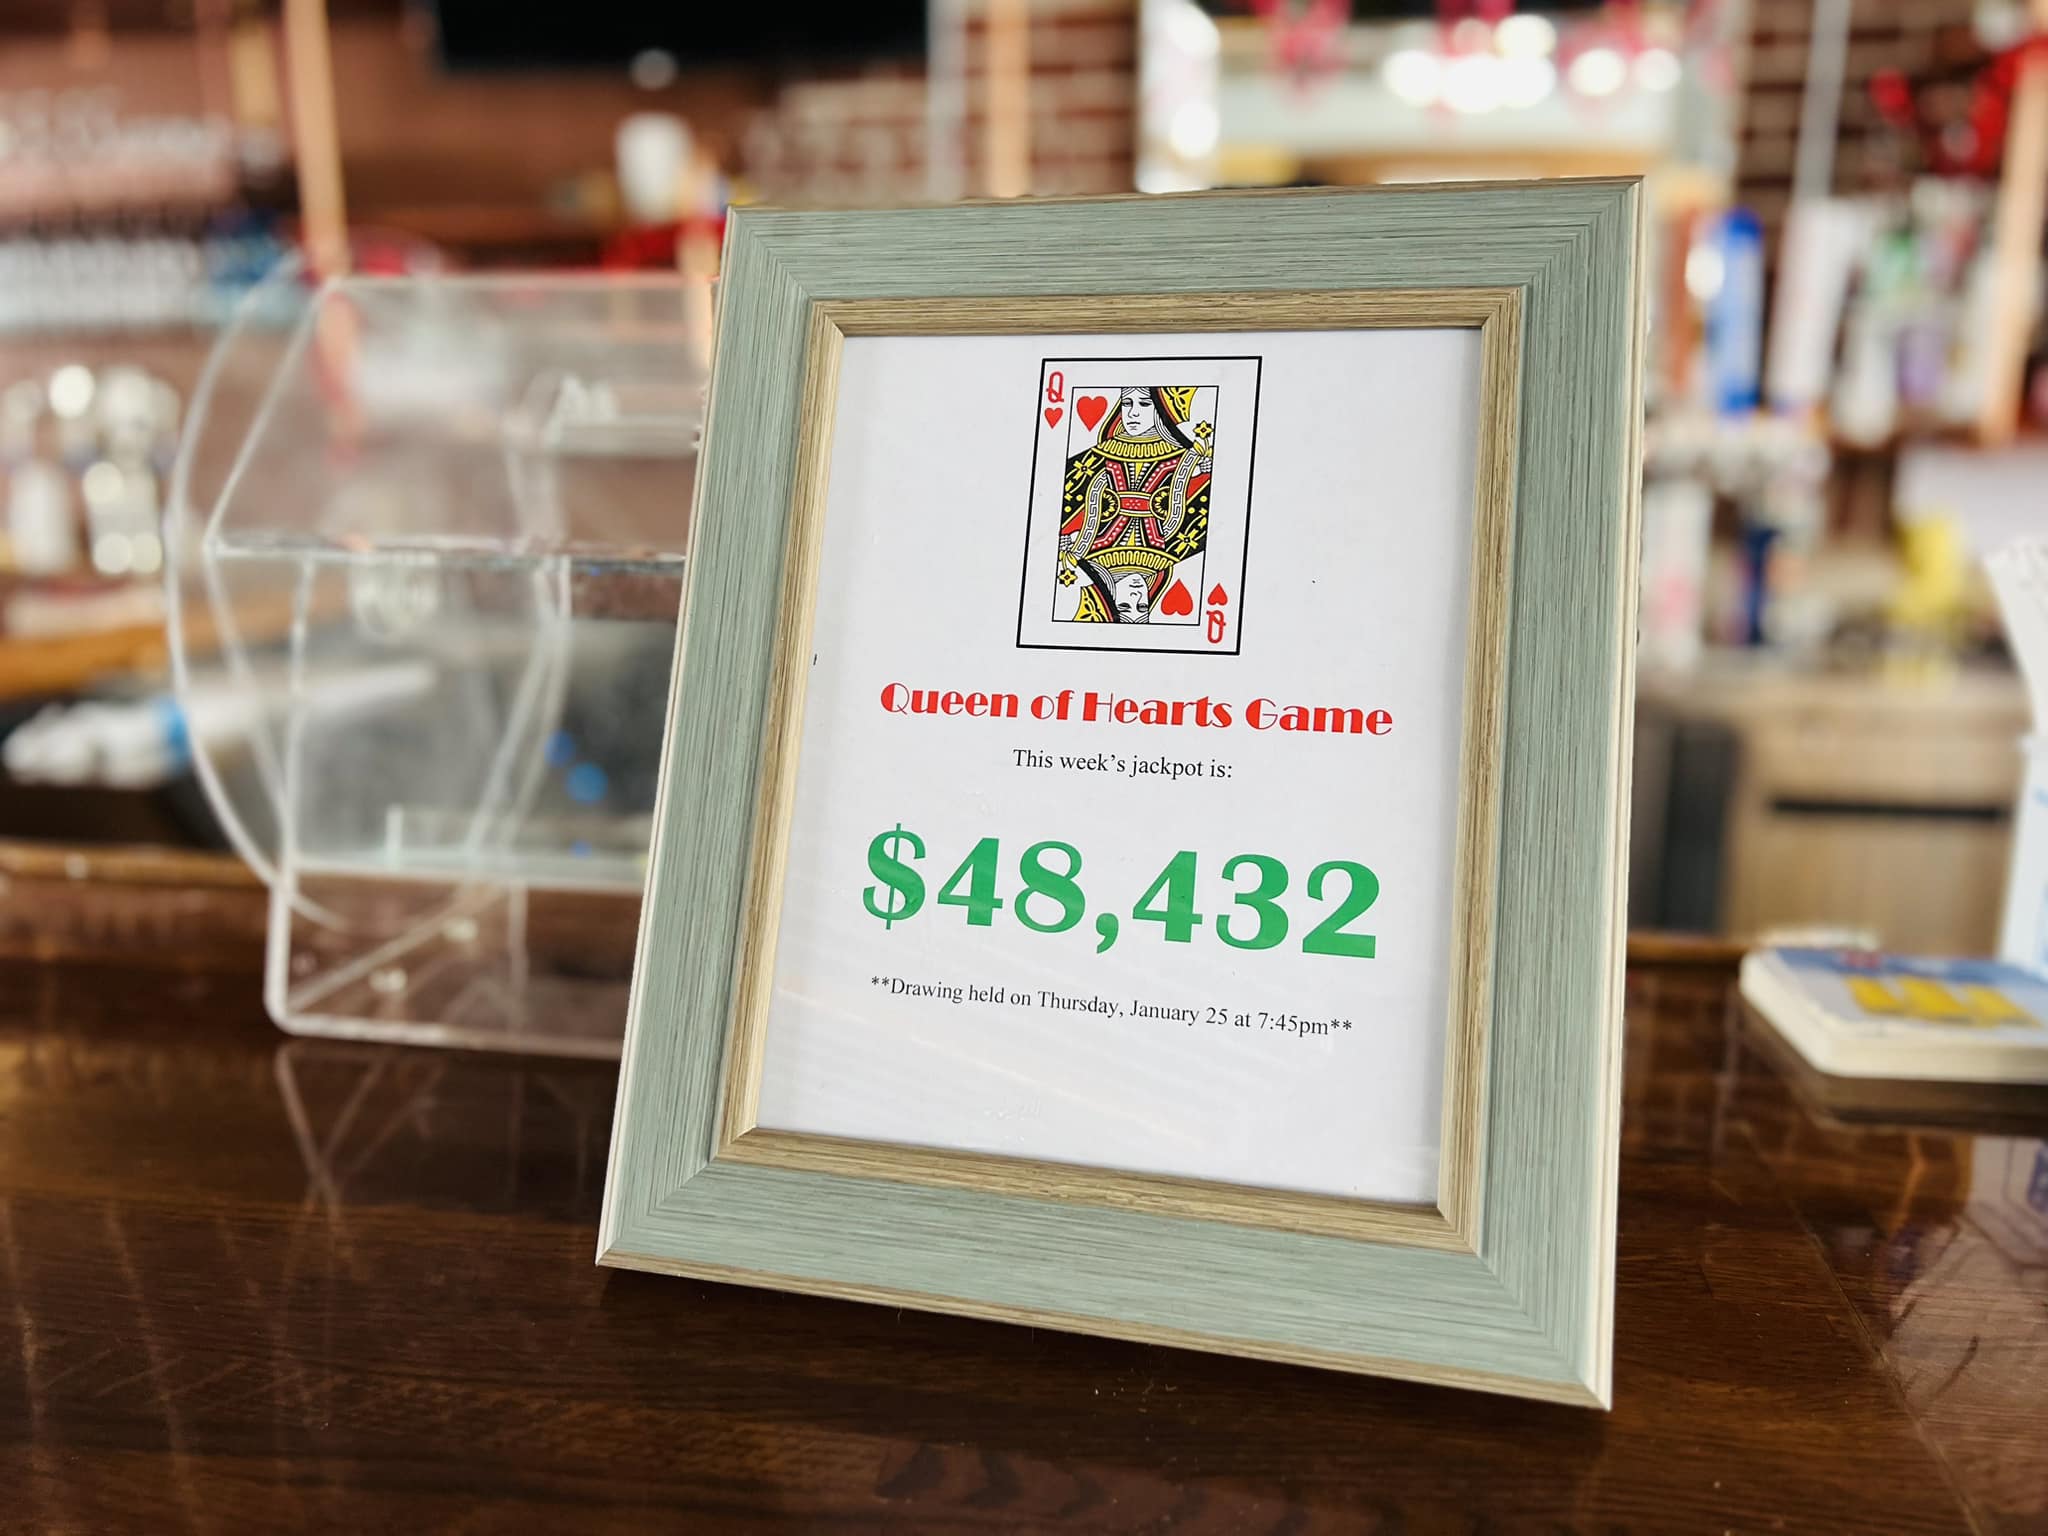 Q
Queen of Hearts Game
This week's jackpot is:
$48,432
**Drawing held on Thursday, January 25 at 7:45pm**